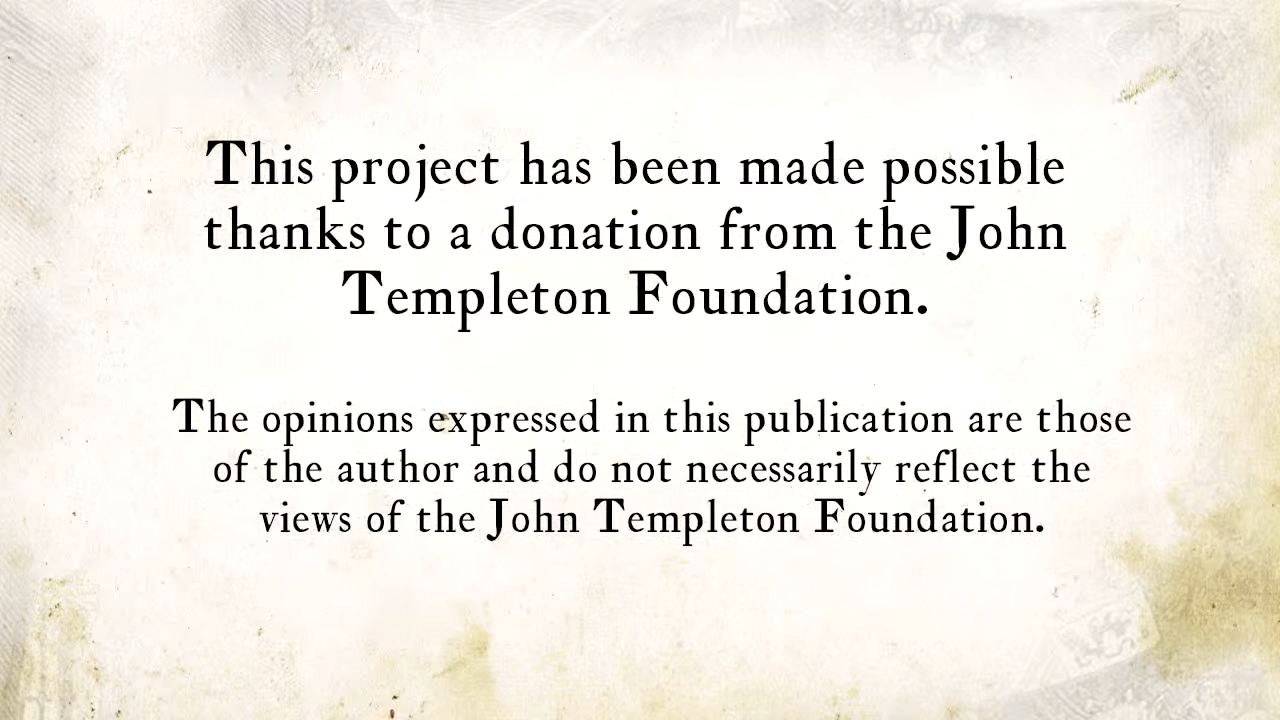 This project has been made possible
thanks to a donation from the John
Templeton Foundation.
The opinions expressed in this publication are those
of the author and do not necessarily reflect the
views of the John Templeton Foundation.